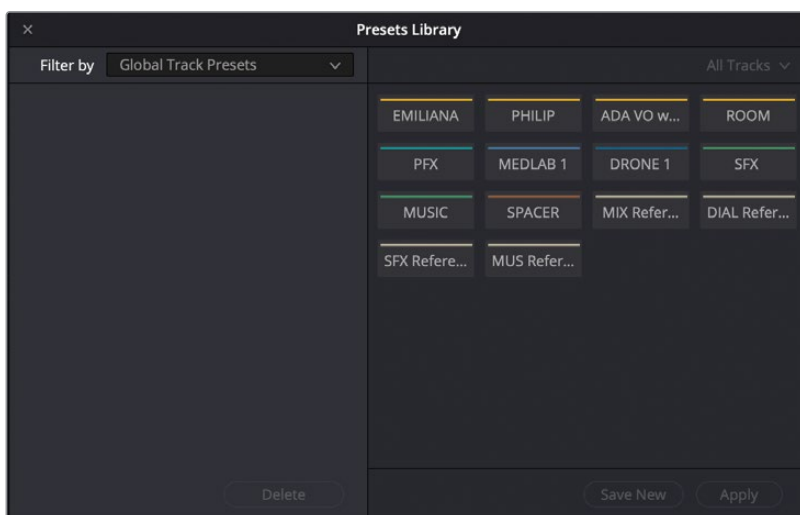 Presets Library
Filter by Global Track Presets
All Tracks
EMILIANA PHILIP ADA VO w... ROOM
PFX MEDLAB 1 DRONE 1 SFX
MUSIC SPACER MIX Refer... DIAL Refer...
SFX Refere... MUS Refer...
Delete Save New Apply